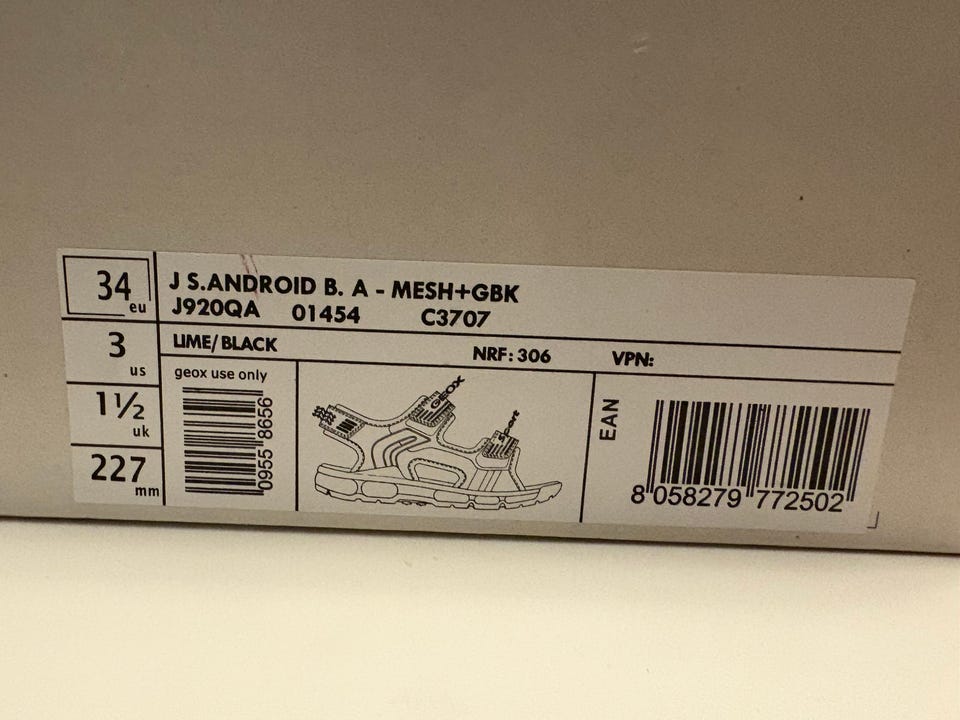 34 eu
3 us
1½ uk
227 mm
J S.ANDROID B. A - MESH+GBK
J920QA 01454 C3707
LIME/BLACK NRF: 306 VPN:
geox use only
0955 8656
GEOX
Sport
EAN
8 058279 772502